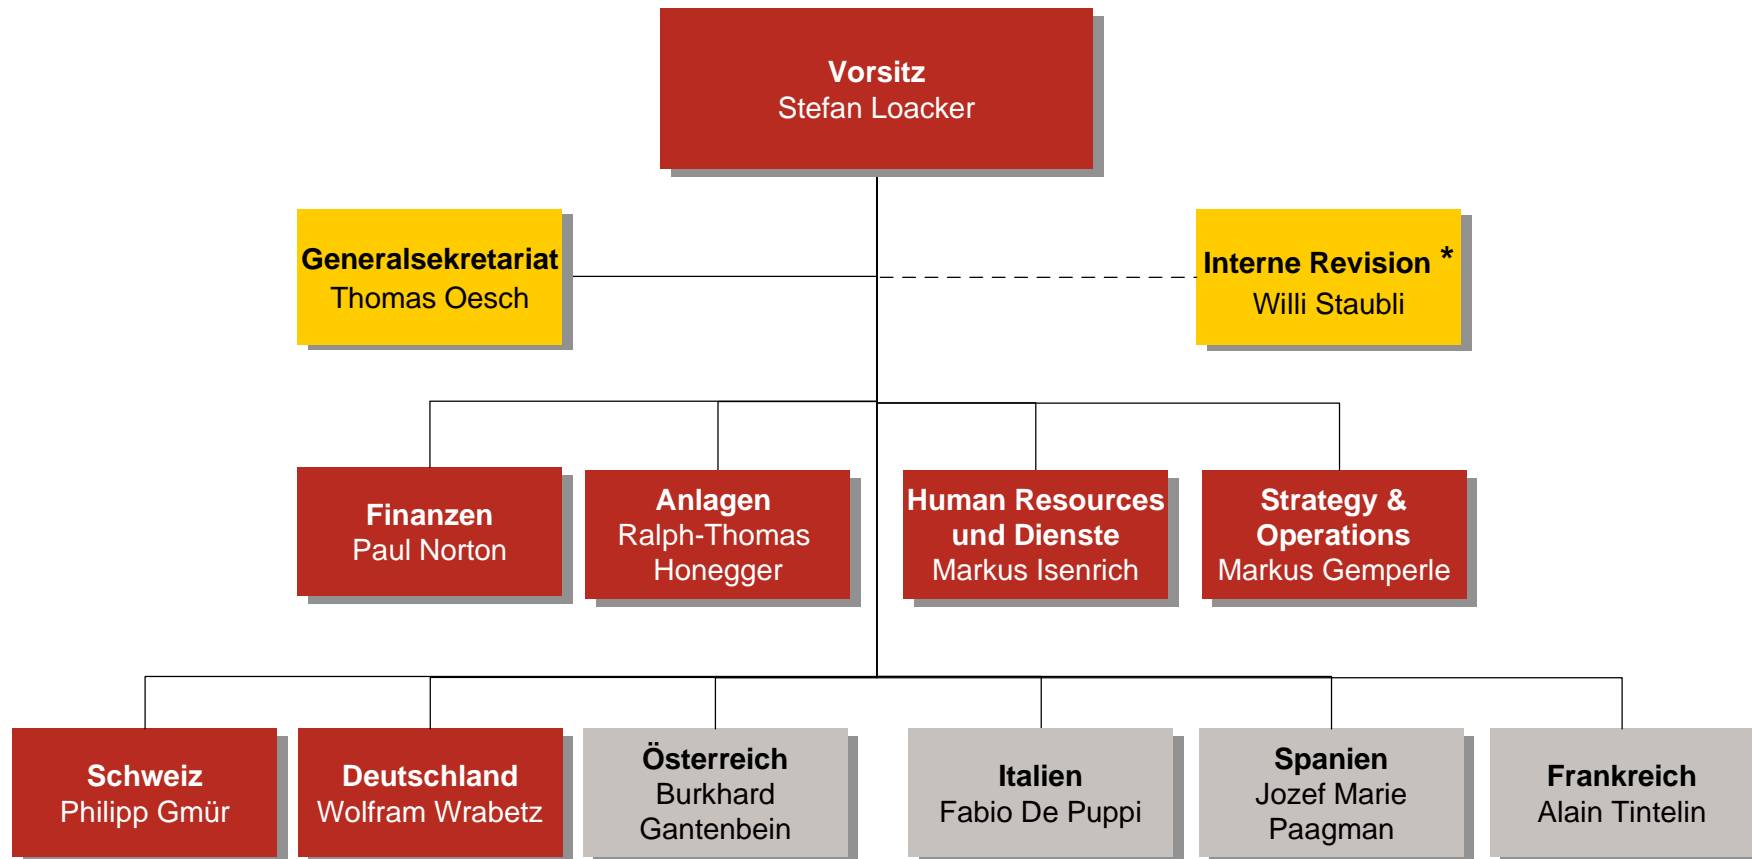 Vorsitz
Stefan Loacker
Generalsekretariat
Thomas Oesch
Interne Revision *
Willi Staubli
Finanzen
Paul Norton
Anlagen
Ralph-Thomas
Honegger
Human Resources
und Dienste
Markus Isenrich
Strategy &
Operations
Markus Gemperle
Schweiz
Philipp Gmür
Deutschland
Wolfram Wrabetz
Österreich
Burkhard
Gantenbein
Italien
Fabio De Puppi
Spanien
Jozef Marie
Paagman
Frankreich
Alain Tintelin